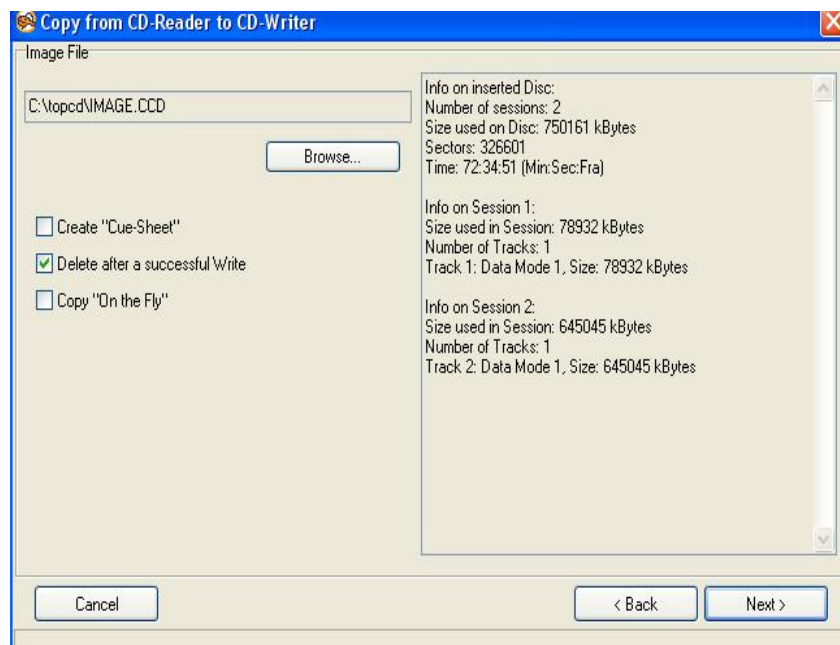 Copy from CD-Reader to CD-Writer
Image File
C:\topcd\IMAGE.CCD
Browse...
Create "Cue-Sheet"
Delete after a successful Write
Copy "On the Fly"
Info on inserted Disc:
Number of sessions: 2
Size used on Disc: 750161 kBytes
Sectors: 326601
Time: 72:34:51 (Min:Sec:Fra)
Info on Session 1:
Size used in Session: 78932 kBytes
Number of Tracks: 1
Track 1: Data Mode 1, Size: 78932 kBytes
Info on Session 2:
Size used in Session: 645045 kBytes
Number of Tracks: 1
Track 2: Data Mode 1, Size: 645045 kBytes
Cancel
< Back
Next >